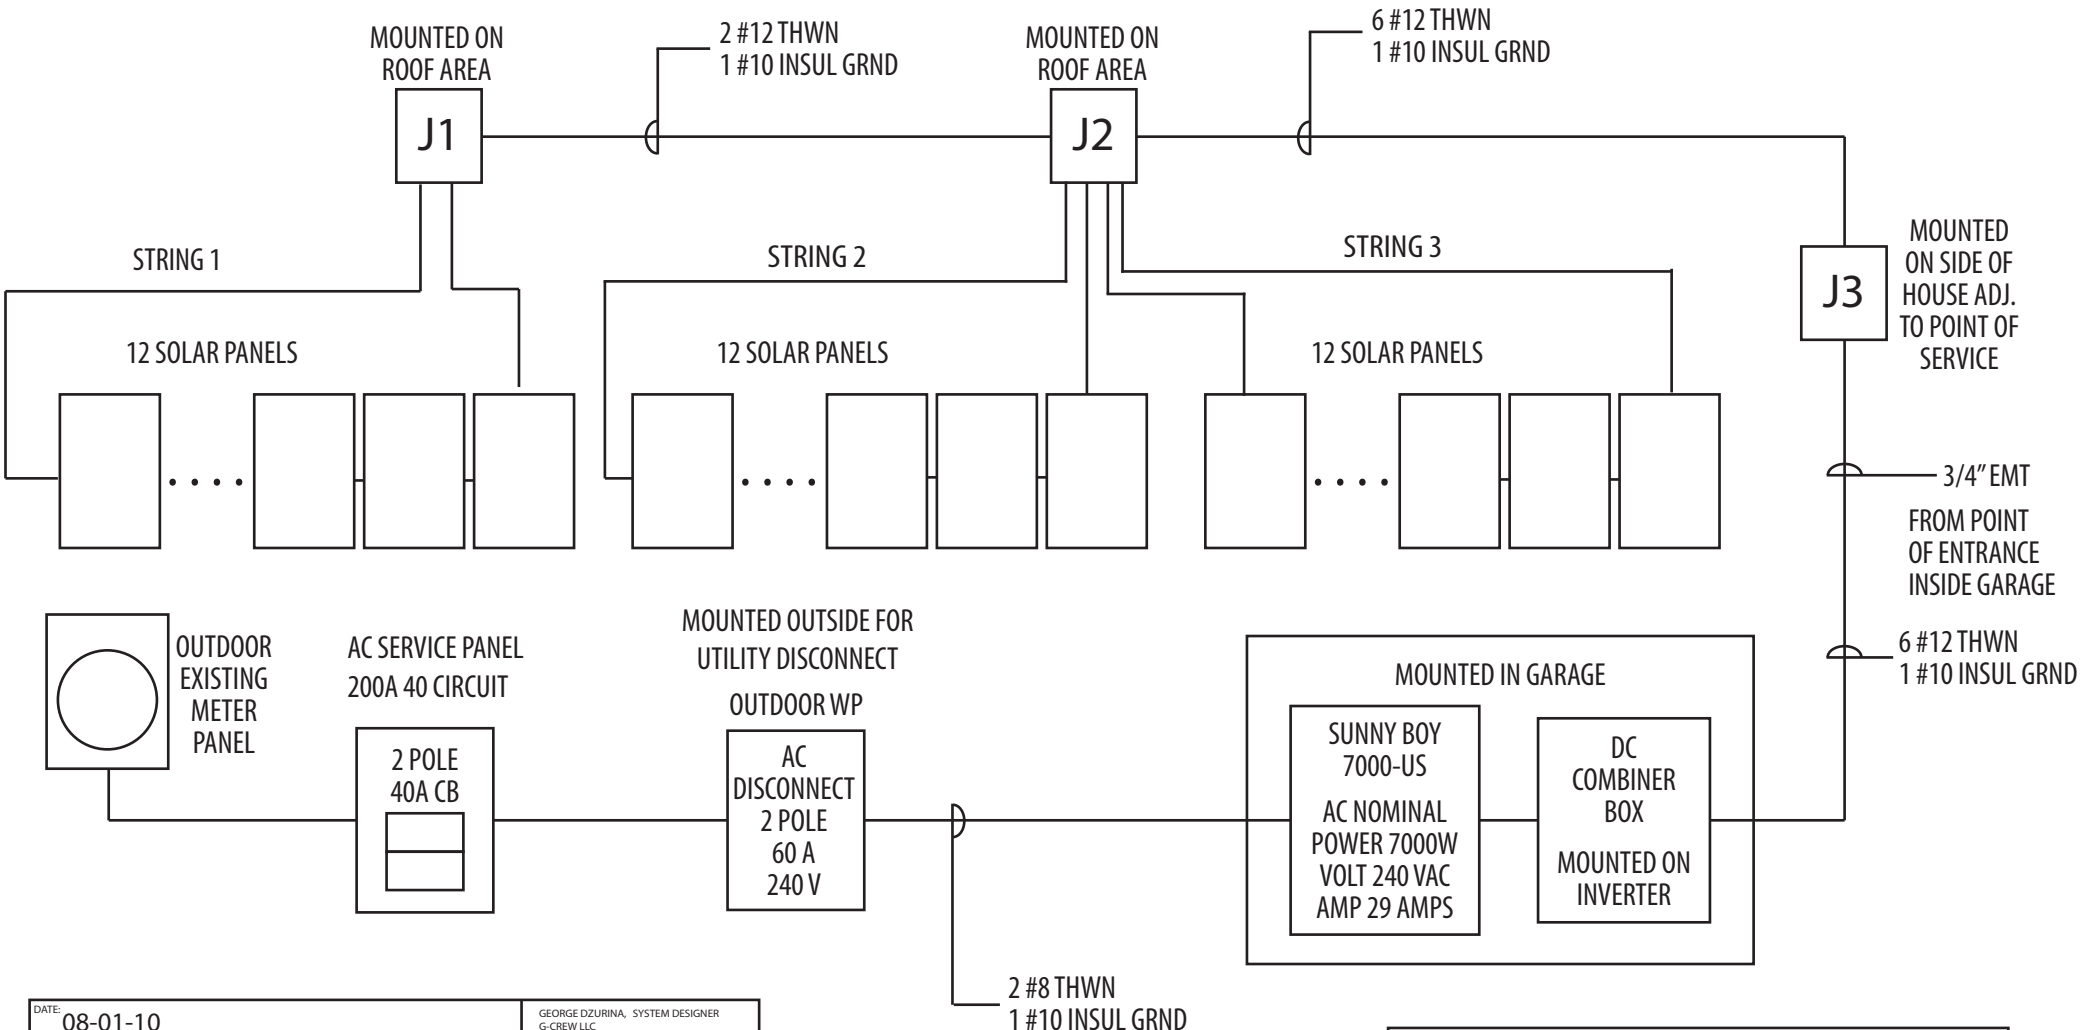 MOUNTED ON
ROOF AREA
J1
2 #12 THWN
1 #10 INSUL GRND
MOUNTED ON
ROOF AREA
J2
6 #12 THWN
1 #10 INSUL GRND
STRING 1
STRING 2
STRING 3
MOUNTED
ON SIDE OF
HOUSE ADJ.
TO POINT OF
SERVICE
J3
12 SOLAR PANELS
12 SOLAR PANELS
12 SOLAR PANELS
3/4" EMT
FROM POINT
OF ENTRANCE
INSIDE GARAGE
6 #12 THWN
1 #10 INSUL GRND
OUTDOOR
EXISTING
METER
PANEL
AC SERVICE PANEL
200A 40 CIRCUIT
2 POLE
40A CB
MOUNTED OUTSIDE FOR
UTILITY DISCONNECT
OUTDOOR WP
AC
DISCONNECT
2 POLE
60 A
240 V
MOUNTED IN GARAGE
SUNNY BOY
7000-US
AC NOMINAL
POWER 7000W
VOLT 240 VAC
AMP 29 AMPS
DC
COMBINER
BOX
MOUNTED ON
INVERTER
2 #8 THWN
1 #10 INSUL GRND
DATE:
08-01-10
GEORGE DZURINA, SYSTEM DESIGNER
G-CREW LLC